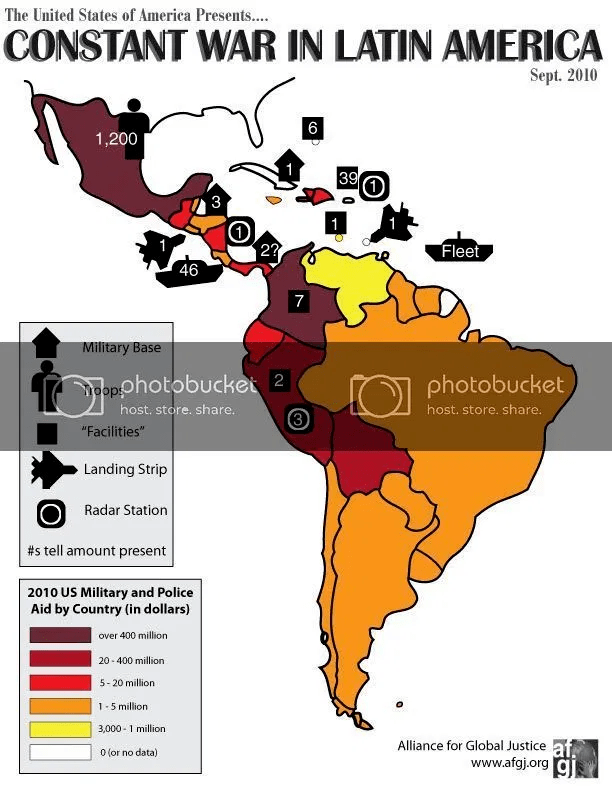 The United States of America Presents....
CONSTANT WAR IN LATIN AMERICA
Sept. 2010
6
1,200
1
39
1
3
1
1
1
1
2?
46
Fleet
7
2
3
Military Base
Troops
"Facilities"
Landing Strip
Radar Station
#s tell amount present
photobucket
host. store. share.
photobucket
host. store. share.
2010 US Military and Police
Aid by Country (in dollars)
over 400 million
20 - 400 million
5 - 20 million
1 - 5 million
3,000 - 1 million
0 (or no data)
Alliance for Global Justice
www.afgj.org
af
gj